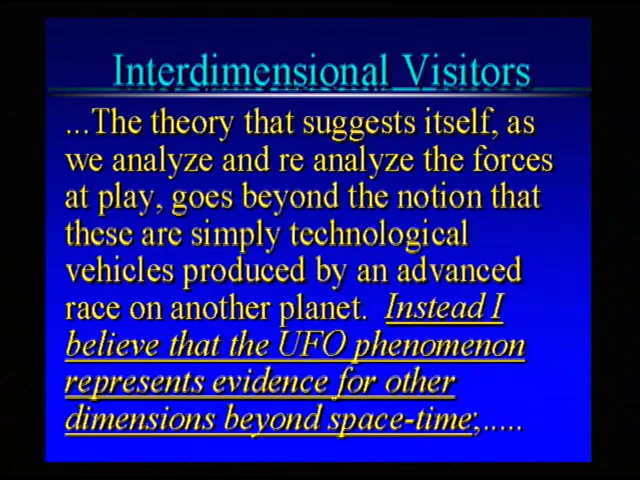 Interdimensional Visitors
...The theory that suggests itself, as
we analyze and re analyze the forces
at play, goes beyond the notion that
these are simply technological
vehicles produced by an advanced
race on another planet. Instead I
believe that the UFO phenomenon
represents evidence for other
dimensions beyond space-time;.....